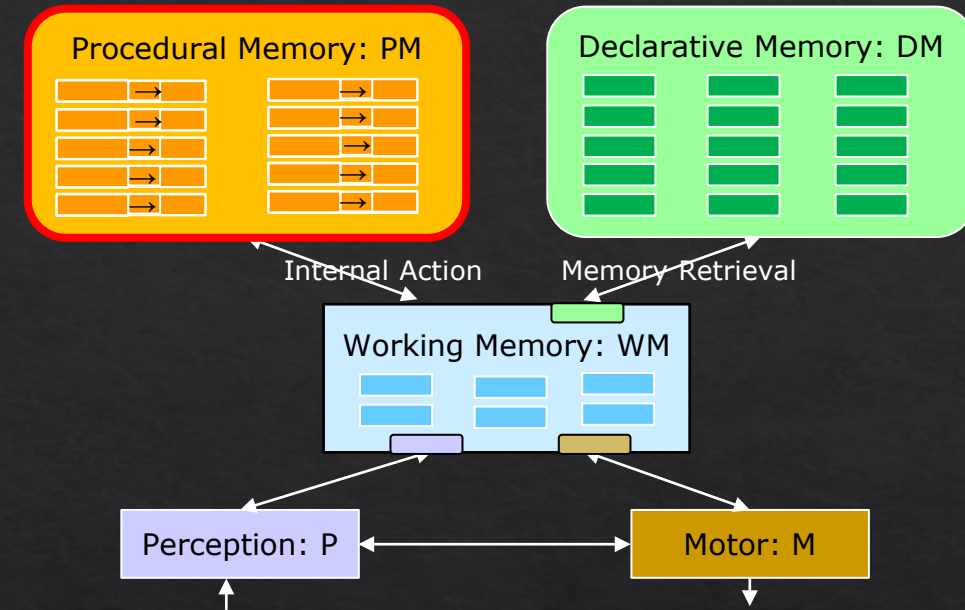 Procedural Memory: PM
Declarative Memory: DM
→ →
→ →
→ →
→ →
→ →
Internal Action
Memory Retrieval
Working Memory: WM
Perception: P
Motor: M